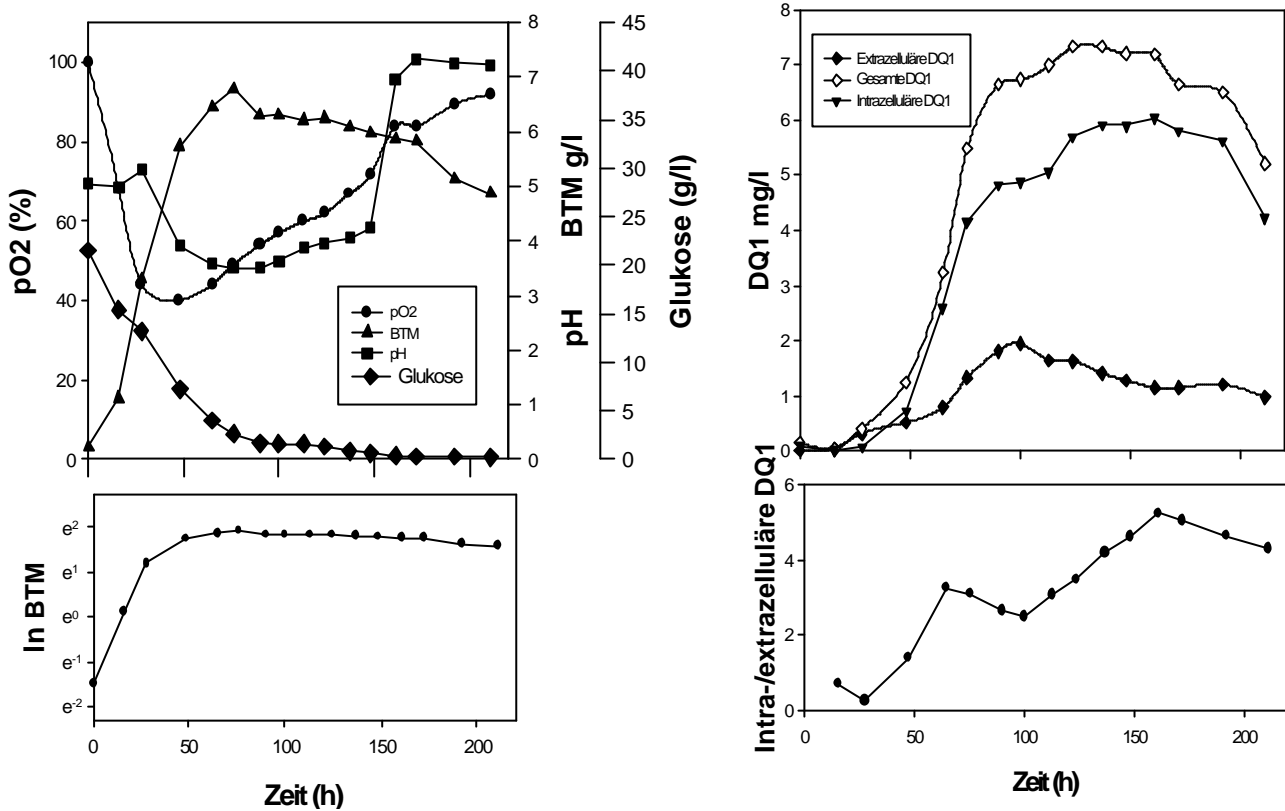 pO2 (%)
100
80
60
40
20
0
8
7
6
5
4
3
2
1
0
pH BTM g/l
45
40
35
30
25
20
15
10
5
0
Glukose (g/l)
pO2
BTM
pH
Glukose
ln BTM
e2
e1
e0
e-1
e-2
0 50 100 150 200
Zeit (h)
DQ1 mg/l
8
7
6
5
4
3
2
1
0
Extrazelluläre DQ1
Gesamte DQ1
Intrazelluläre DQ1
Intra-/extrazelluläre DQ1
6
4
2
0
0 50 100 150 200
Zeit (h)